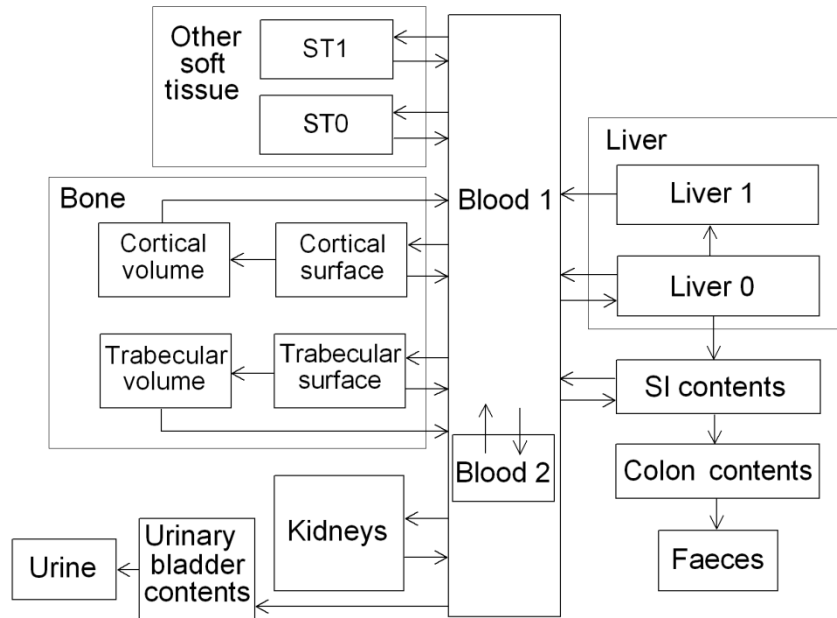 Other
soft
tissue
ST1
ST0
Bone
Cortical
volume
Cortical
surface
Trabecular
volume
Trabecular
surface
Blood 1
Blood 2
Liver
Liver 1
Liver 0
SI contents
Colon contents
Faeces
Kidneys
Urinary
bladder
contents
Urine